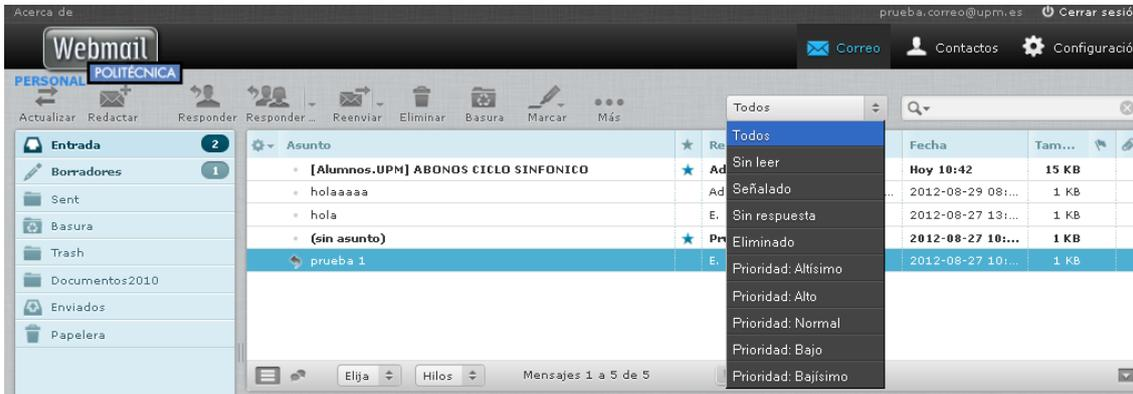 Acerca de
prueba.correo@upm.es Cerrar sesió
Webmail
POLITÉCNICA
PERSONAL
Correo Contactos Configuració
Actualizar Redactar Responder Responder ... Reenviar Eliminar Basura Marcar Más
Todos
Entrada 2
Borradores 1
Sent
Basura
Trash
Documentos2010
Enviados
Papelera
Asunto Re Fecha Tam...
[Alumnos.UPM] ABONOS CICLO SINFONICO Ad Hoy 10:42 15 KB
holaaaaa Ad ... 2012-08-29 08:... 1 KB
hola E. 2012-08-27 13:... 1 KB
(sin asunto) Pru 2012-08-27 10:... 1 KB
prueba 1 E. 2012-08-27 10:... 1 KB
Todos
Sin leer
Señalado
Sin respuesta
Eliminado
Prioridad: Altísimo
Prioridad: Alto
Prioridad: Normal
Prioridad: Bajo
Prioridad: Bajísimo
Elija Hilos Mensajes 1 a 5 de 5